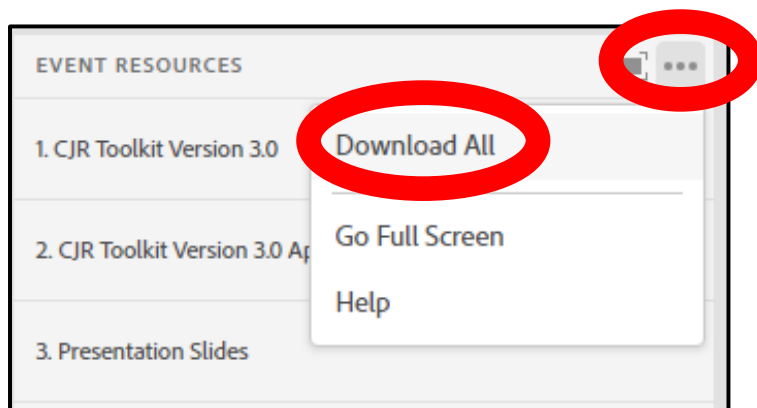 EVENT RESOURCES
1. CJR Toolkit Version 3.0
Download All
2. CJR Toolkit Version 3.0
Go Full Screen
Help
3. Presentation Slides